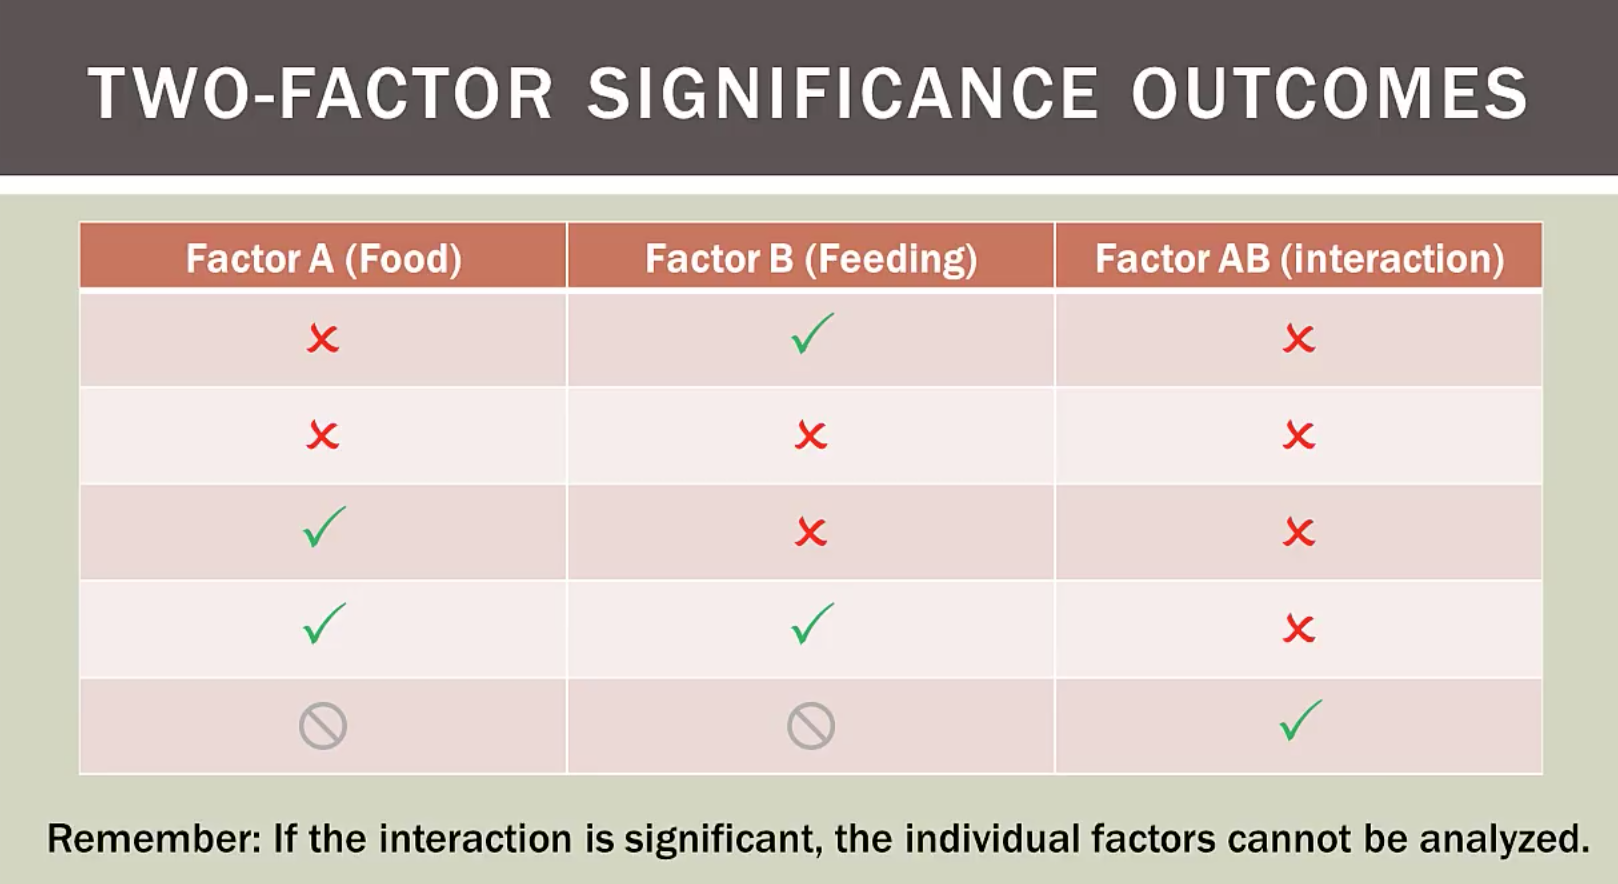 TWO-FACTOR SIGNIFICANCE OUTCOMES
Factor A (Food) Factor B (Feeding) Factor AB (interaction)
✗ ✓ ✗
✗ ✗ ✗
✓ ✗ ✗
✓ ✓ ✗
🛇 🛇 ✓
Remember: If the interaction is significant, the individual factors cannot be analyzed.